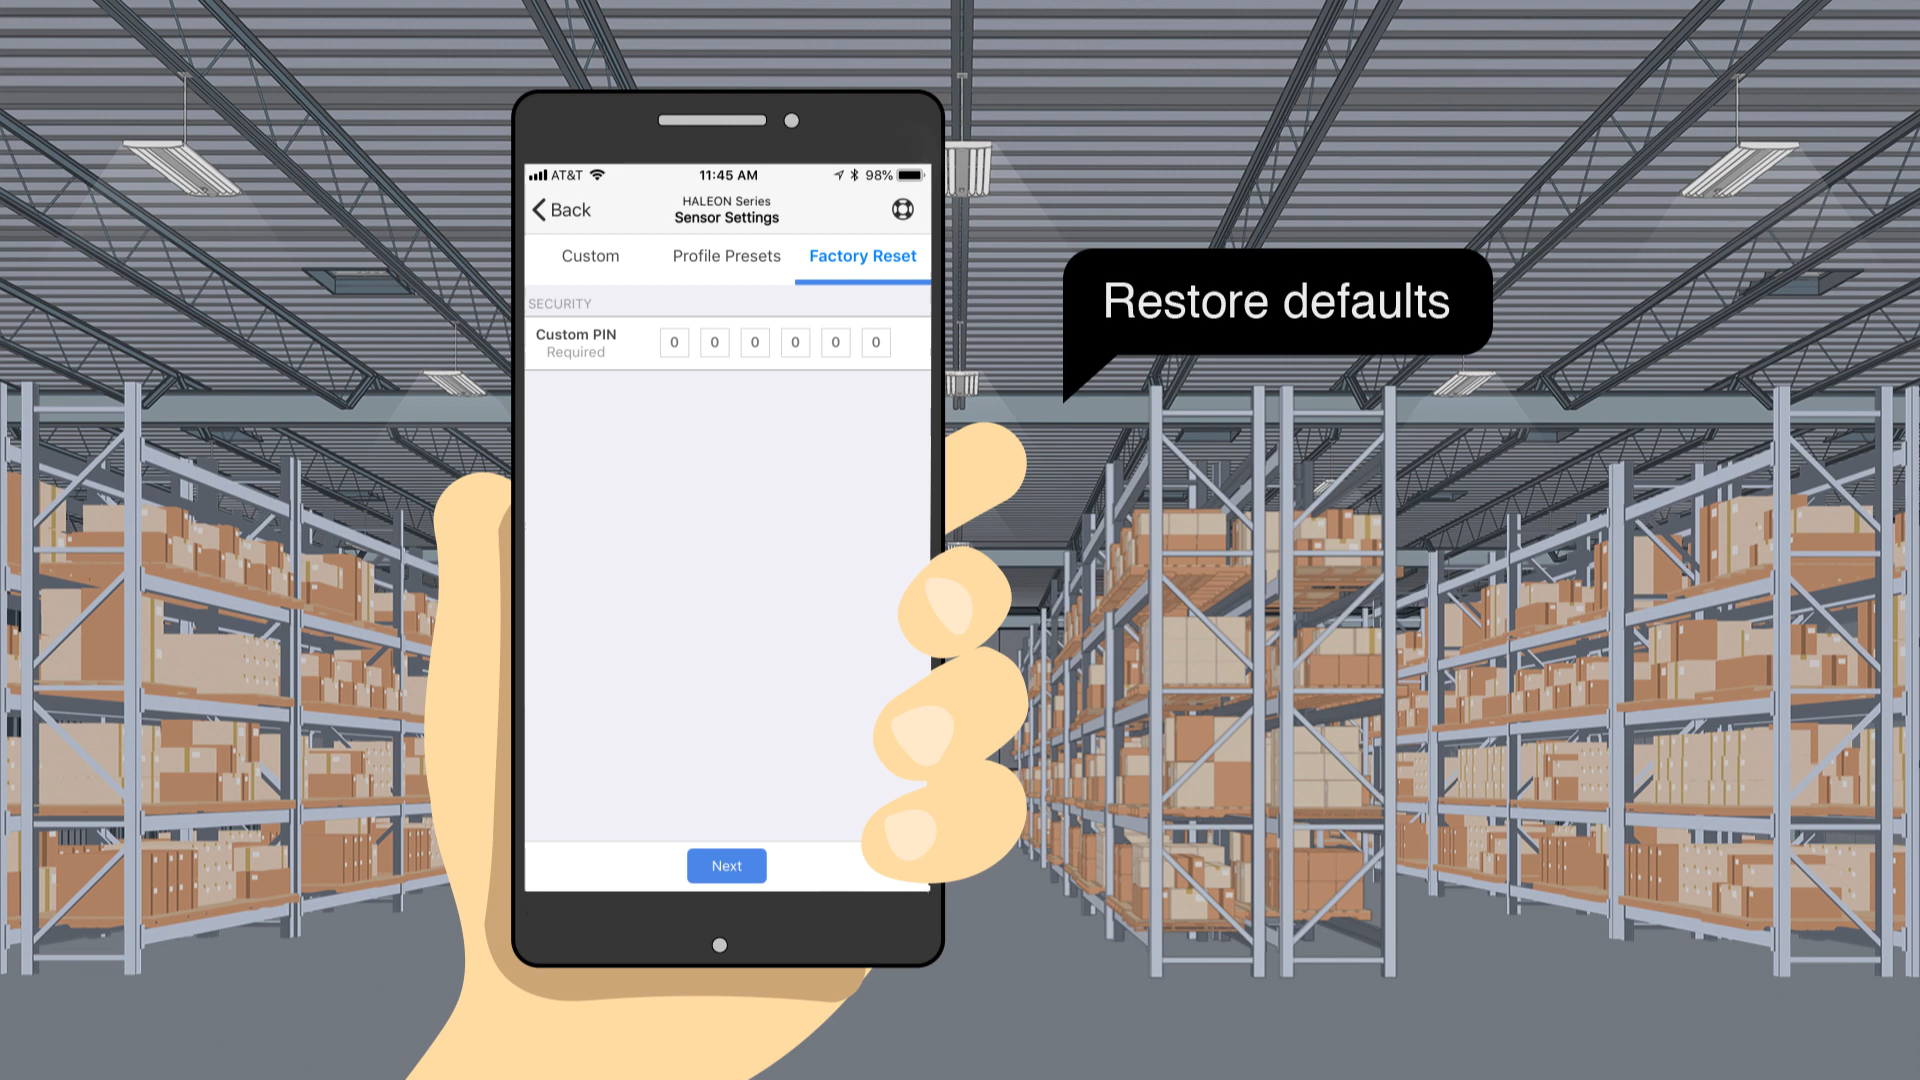 AT&T 11:45 AM 98%
Back
HALEON Series
Sensor Settings
Custom Profile Presets Factory Reset
SECURITY
Custom PIN 0 0 0 0 0 0
Required
Next
Restore defaults